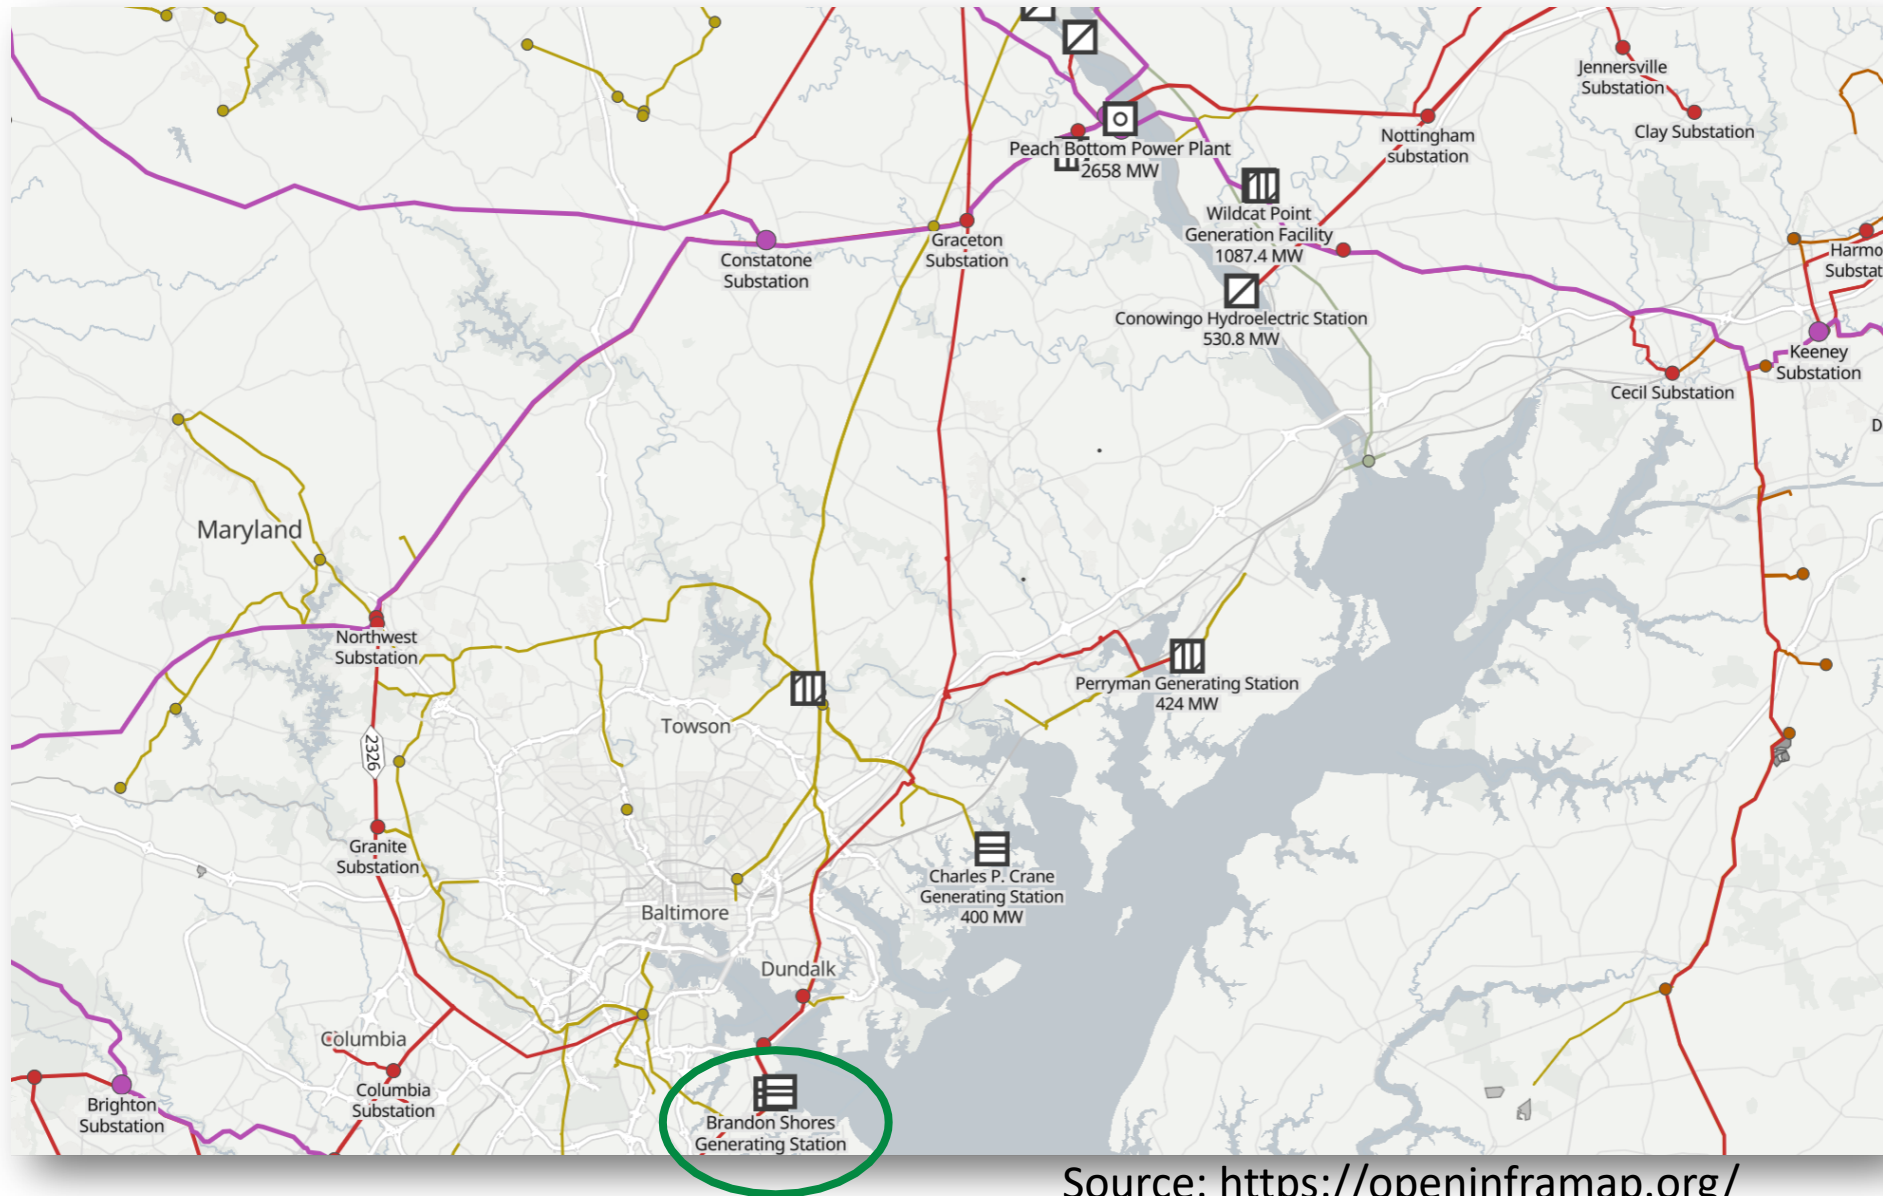 Jennersville
Substation
Clay Substation
Nottingham
substation
Peach Bottom Power Plant
2658 MW
Wildcat Point
Generation Facility
1087.4 MW
Graceton
Substation
Constatone
Substation
Harmo
Substat
Conowingo Hydroelectric Station
530.8 MW
Keeney
Substation
Cecil Substation
D
Maryland
Northwest
Substation
Perryman Generating Station
424 MW
Towson
2326
Granite
Substation
Charles P. Crane
Generating Station
400 MW
Baltimore
Dundalk
Columbia
Columbia
Substation
Brighton
Substation
Brandon Shores
Generating Station
Source: https://openinframap.org/